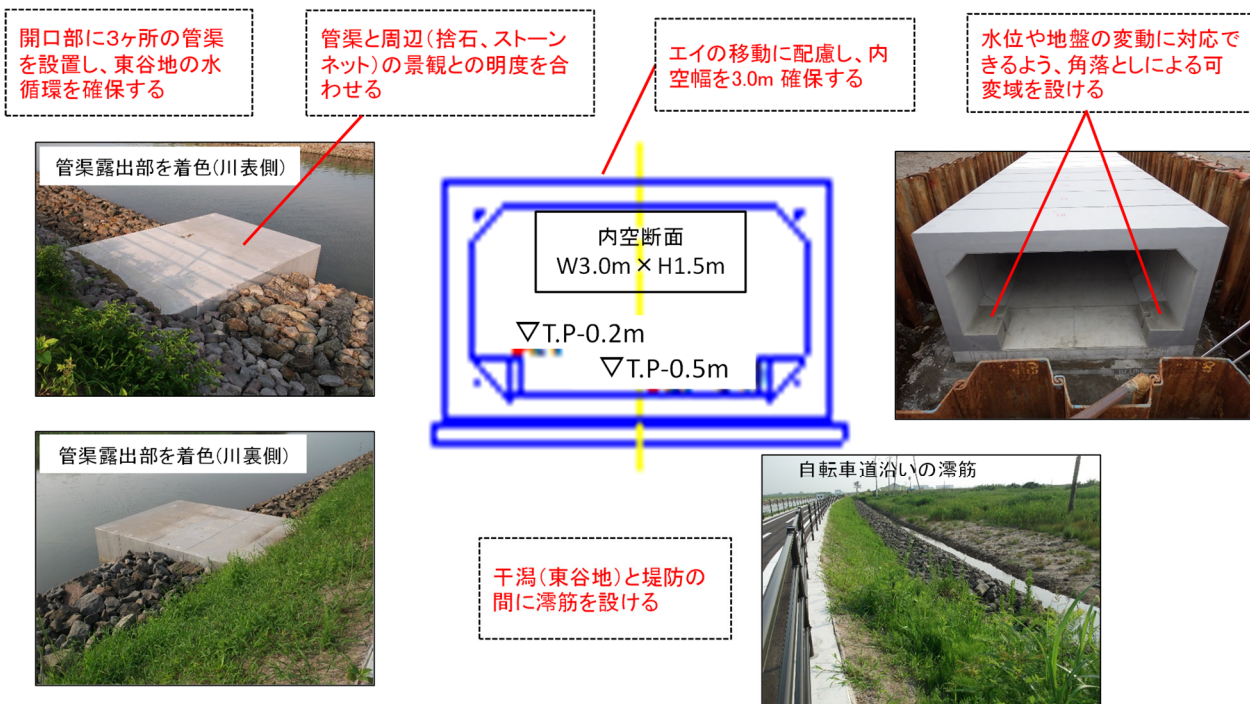 開口部に3ヶ所の管渠
を設置し、東谷地の水
循環を確保する
管渠と周辺(捨石、ストーン
ネット)の景観との明度を合
わせる
エイの移動に配慮し、内
空幅を3.0m 確保する
水位や地盤の変動に対応で
きるよう、角落としによる可
変域を設ける
管渠露出部を着色(川表側)
内空断面
W3.0m×H1.5m
▽T.P-0.2m
▽T.P-0.5m
管渠露出部を着色(川裏側)
自転車道沿いの澪筋
干潟(東谷地)と堤防の
間に澪筋を設ける